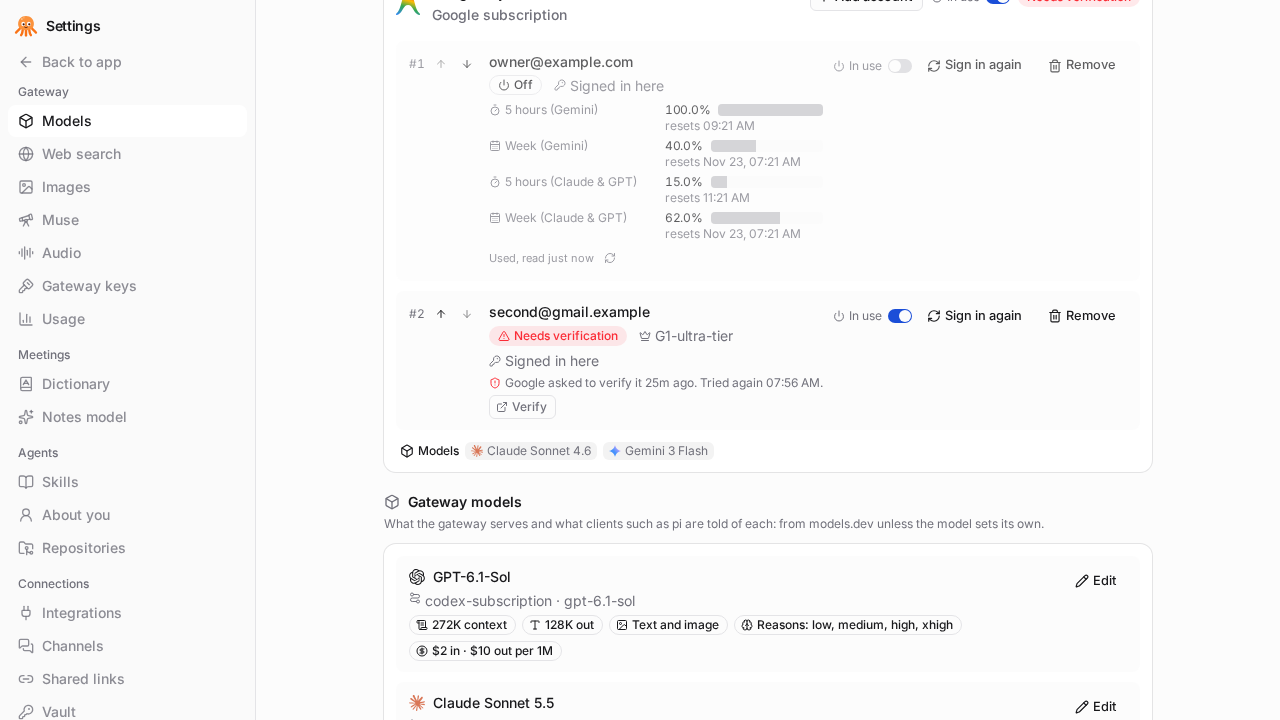 Settings
Back to app
Gateway
Models
Web search
Images
Muse
Audio
Gateway keys
Usage
Meetings
Dictionary
Notes model
Agents
Skills
About you
Repositories
Connections
Integrations
Channels
Shared links
Vault
Google subscription
#1 owner@example.com In use Sign in again Remove
Off Signed in here
5 hours (Gemini) 100.0%
resets 09:21 AM
Week (Gemini) 40.0%
resets Nov 23, 07:21 AM
5 hours (Claude & GPT) 15.0%
resets 11:21 AM
Week (Claude & GPT) 62.0%
resets Nov 23, 07:21 AM
Used, read just now
#2 second@gmail.example In use Sign in again Remove
Needs verification G1-ultra-tier
Signed in here
Google asked to verify it 25m ago. Tried again 07:56 AM.
Verify
Models Claude Sonnet 4.6 Gemini 3 Flash
Gateway models
What the gateway serves and what clients such as pi are told of each: from models.dev unless the model sets its own.
GPT-6.1-Sol Edit
codex-subscription · gpt-6.1-sol
272K context 128K out Text and image Reasons: low, medium, high, xhigh
$2 in · $10 out per 1M
Claude Sonnet 5.5 Edit